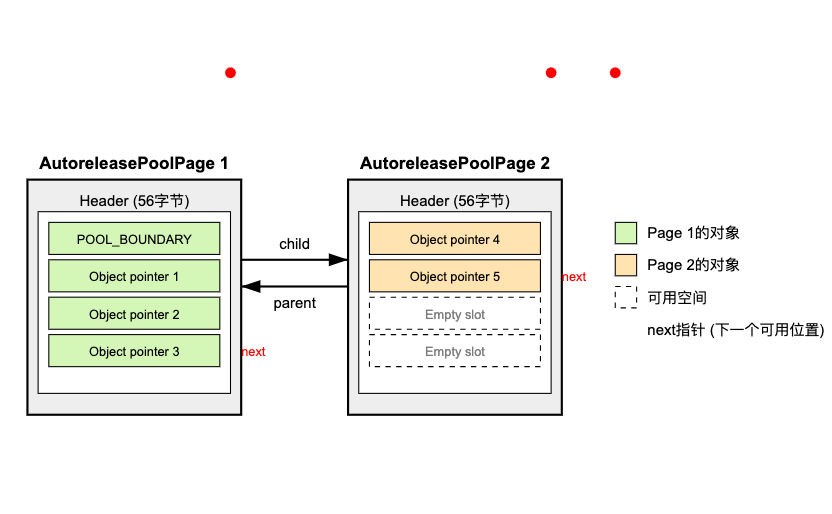 AutoreleasePoolPage 1
Header (56字节)
POOL_BOUNDARY
Object pointer 1
Object pointer 2
Object pointer 3
next
child
parent
AutoreleasePoolPage 2
Header (56字节)
Object pointer 4
Object pointer 5
Empty slot
Empty slot
next
Page 1的对象
Page 2的对象
可用空间
next指针 (下一个可用位置)